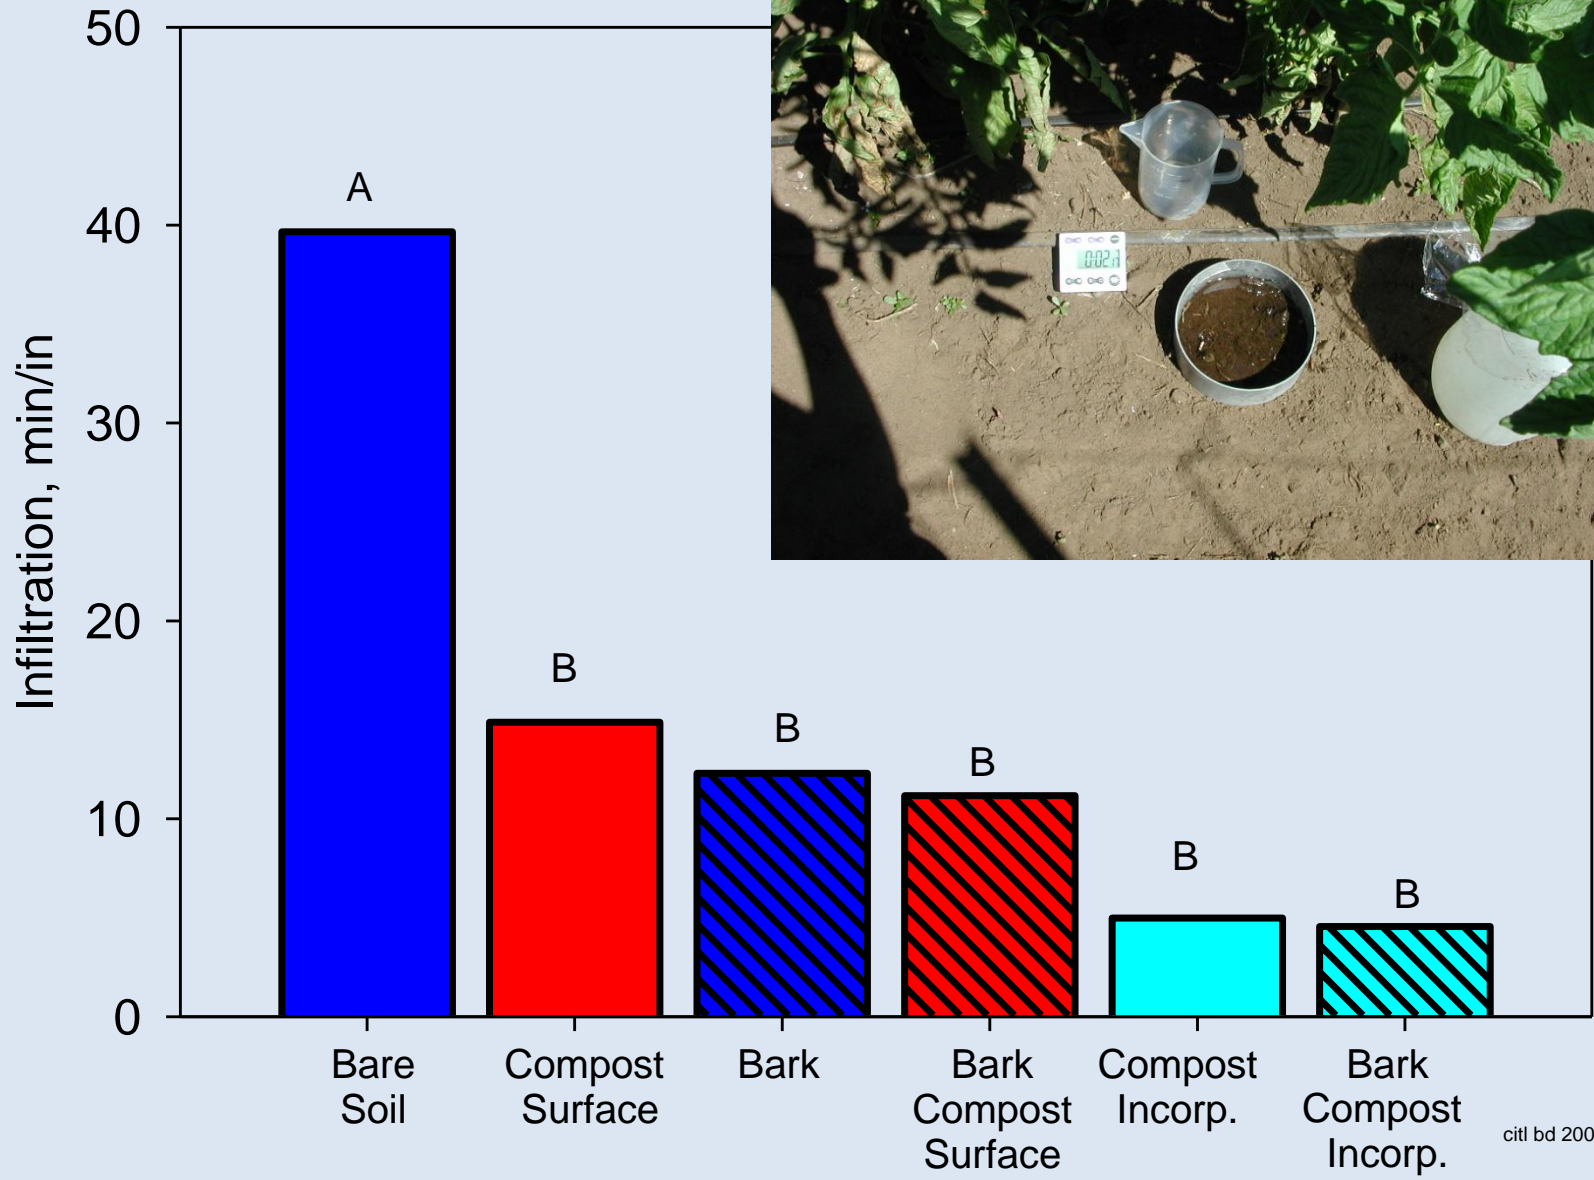 50
40
30
20
10
0
Infiltration, min/in
A
B
B
B
B
B
Bare
Soil
Compost
Surface
Bark
Bark
Compost
Surface
Compost
Incorp.
Bark
Compost
Incorp.
citl bd 200